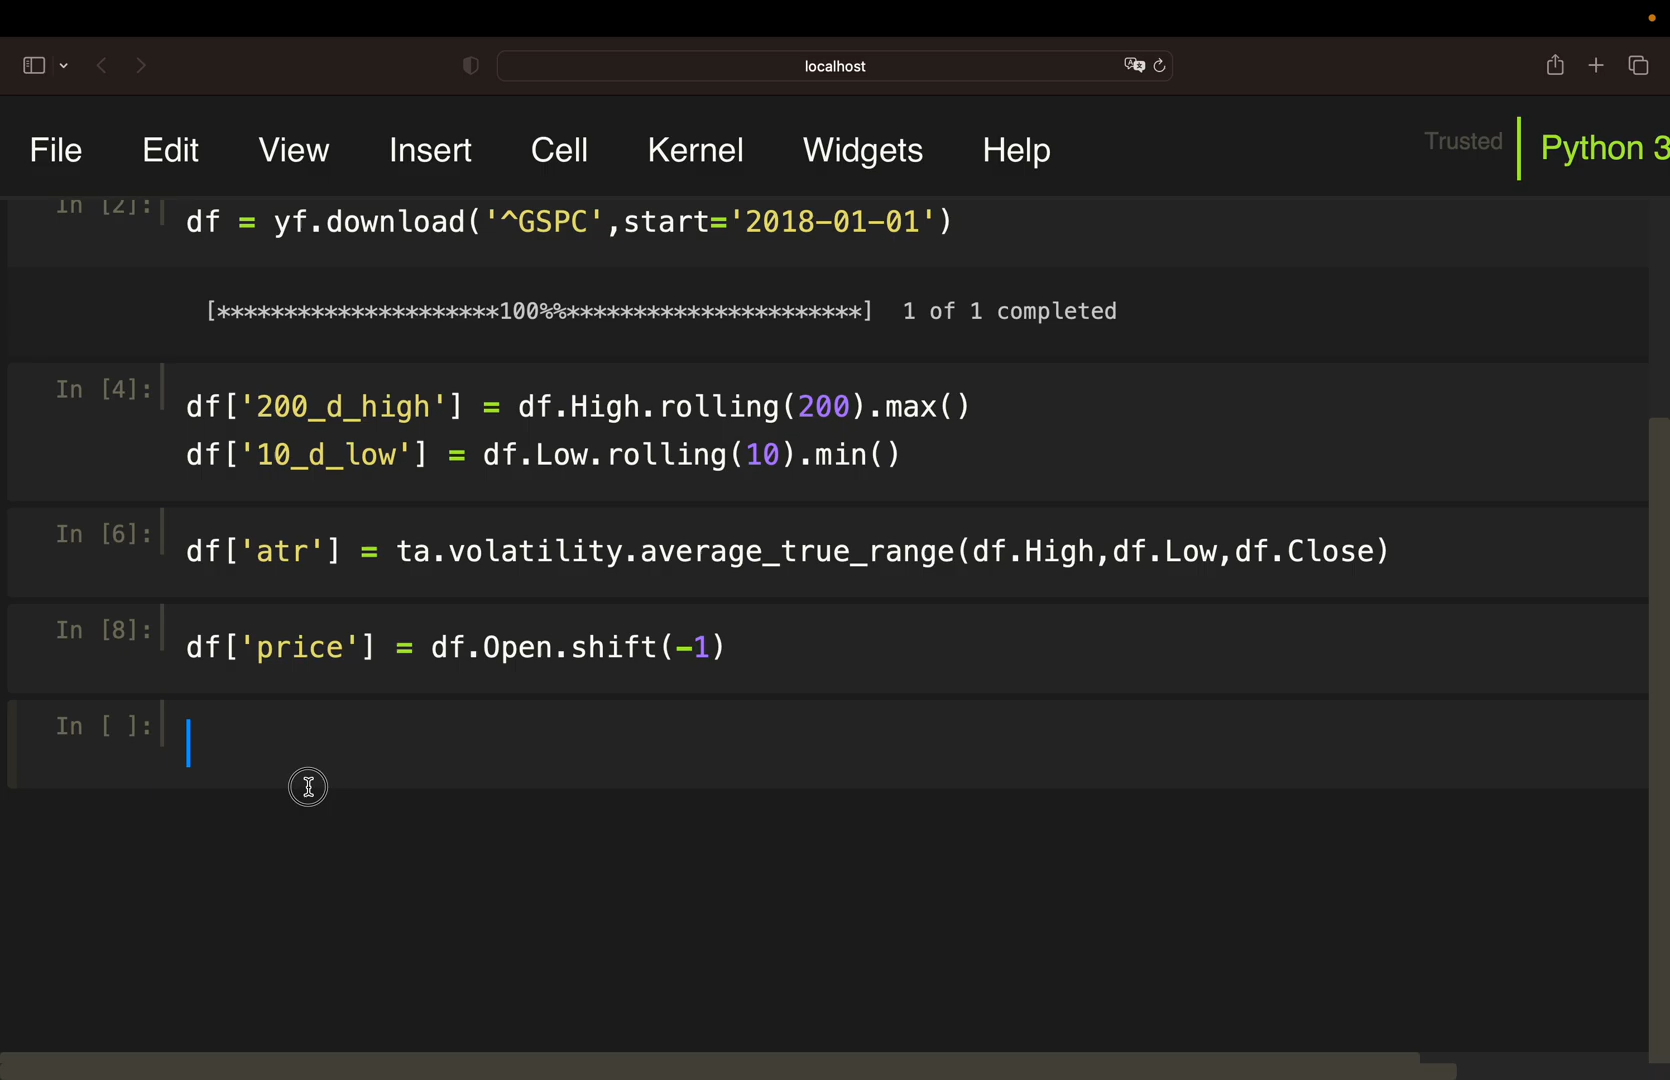 localhost
File Edit View Insert Cell Kernel Widgets Help Trusted Python 3
In [2]: df = yf.download('^GSPC',start='2018-01-01')
[*********************100%%**********************]  1 of 1 completed
In [4]: df['200_d_high'] = df.High.rolling(200).max()
df['10_d_low'] = df.Low.rolling(10).min()
In [6]: df['atr'] = ta.volatility.average_true_range(df.High,df.Low,df.Close)
In [8]: df['price'] = df.Open.shift(-1)
In [ ]: